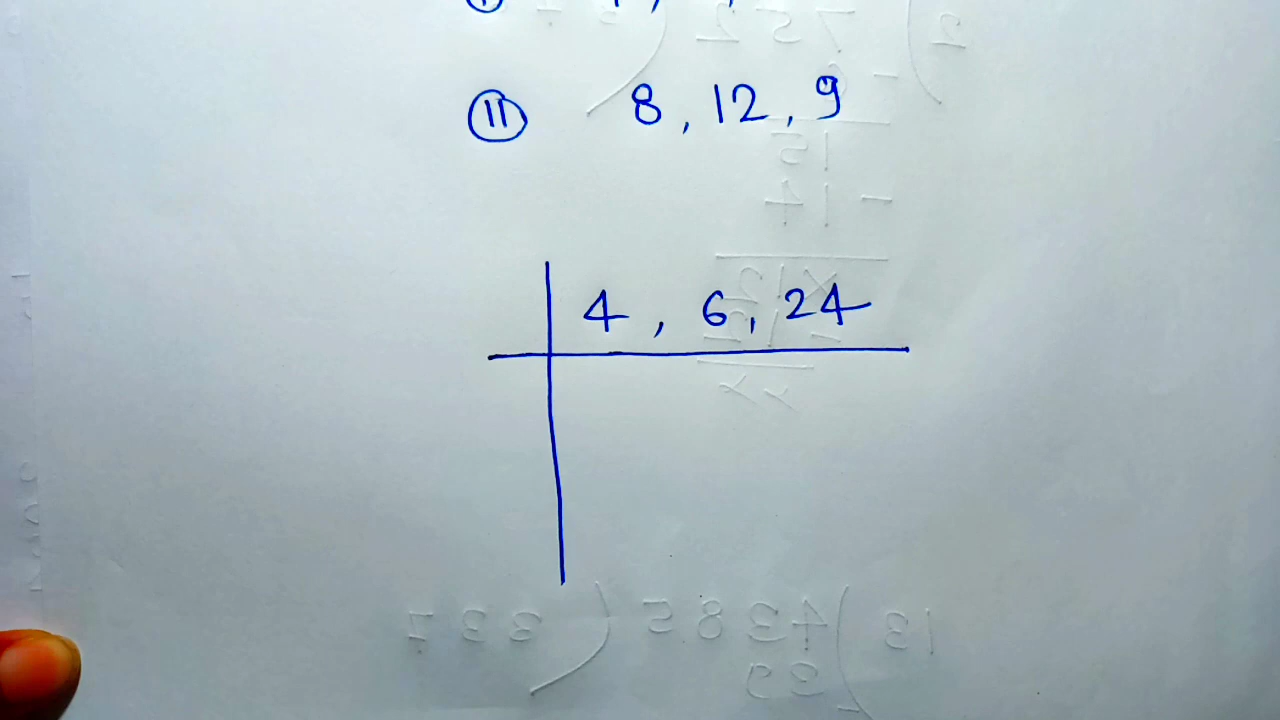 (11) 8, 12, 9
4, 6, 24